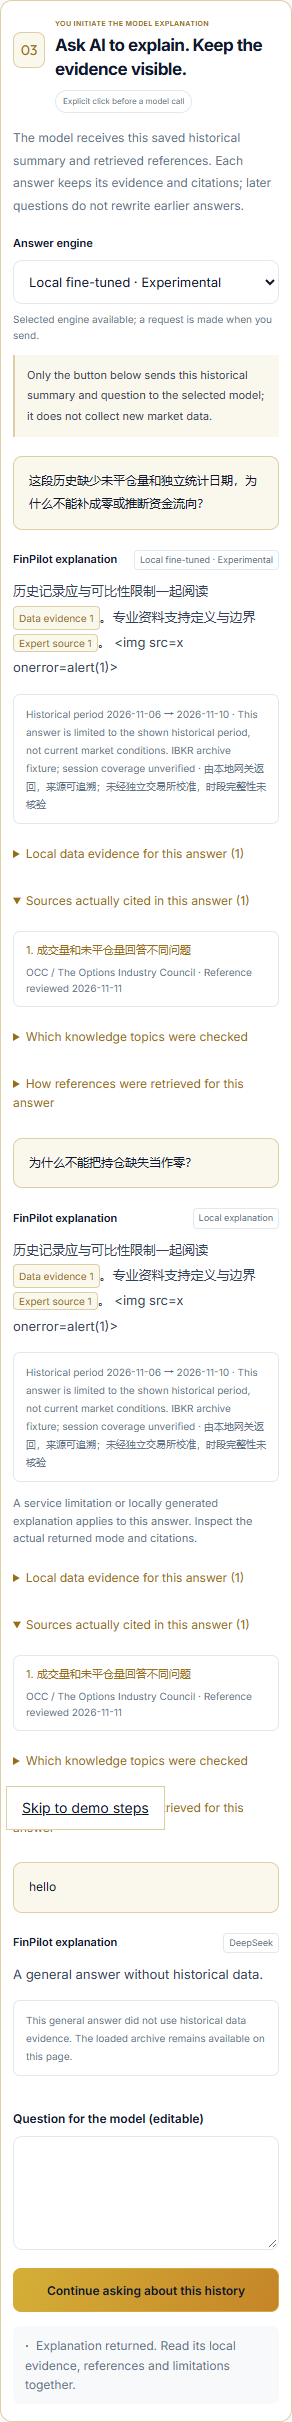 YOU INITIATE THE MODEL EXPLANATION
03
Ask AI to explain. Keep the
evidence visible.
Explicit click before a model call
The model receives this saved historical
summary and retrieved references. Each
answer keeps its evidence and citations; later
questions do not rewrite earlier answers.
Answer engine
Local fine-tuned · Experimental
Selected engine available; a request is made when you
send.
Only the button below sends this historical
summary and question to the selected model;
it does not collect new market data.
这段历史缺少未平仓量和独立统计日期，为
什么不能补成零或推断资金流向？
FinPilot explanation
Local fine-tuned · Experimental
历史记录应与可比性限制一起阅读
Data evidence 1 。专业资料支持定义与边界
Expert source 1 。 <img src=x
onerror=alert(1)>
Historical period 2026-11-06 → 2026-11-10 · This
answer is limited to the shown historical period,
not current market conditions. IBKR archive
fixture; session coverage unverified · 由本地网关返
回，来源可追溯；未经独立交易所校准，时段完整性未
核验
▶ Local data evidence for this answer (1)
▼ Sources actually cited in this answer (1)
1. 成交量和未平仓量回答不同问题
OCC / The Options Industry Council · Reference
reviewed 2026-11-11
▶ Which knowledge topics were checked
▶ How references were retrieved for this
answer
为什么不能把持仓缺失当作零？
FinPilot explanation
Local explanation
历史记录应与可比性限制一起阅读
Data evidence 1 。专业资料支持定义与边界
Expert source 1 。 <img src=x
onerror=alert(1)>
Historical period 2026-11-06 → 2026-11-10 · This
answer is limited to the shown historical period,
not current market conditions. IBKR archive
fixture; session coverage unverified · 由本地网关返
回，来源可追溯；未经独立交易所校准，时段完整性未
核验
A service limitation or locally generated
explanation applies to this answer. Inspect the
actual returned mode and citations.
▶ Local data evidence for this answer (1)
▼ Sources actually cited in this answer (1)
1. 成交量和未平仓量回答不同问题
OCC / The Options Industry Council · Reference
reviewed 2026-11-11
▶ Which knowledge topics were checked
Skip to demo steps
rieved for this
hello
FinPilot explanation
DeepSeek
A general answer without historical data.
This general answer did not use historical data
evidence. The loaded archive remains available on
this page.
Question for the model (editable)
Continue asking about this history
· Explanation returned. Read its local
evidence, references and limitations
together.